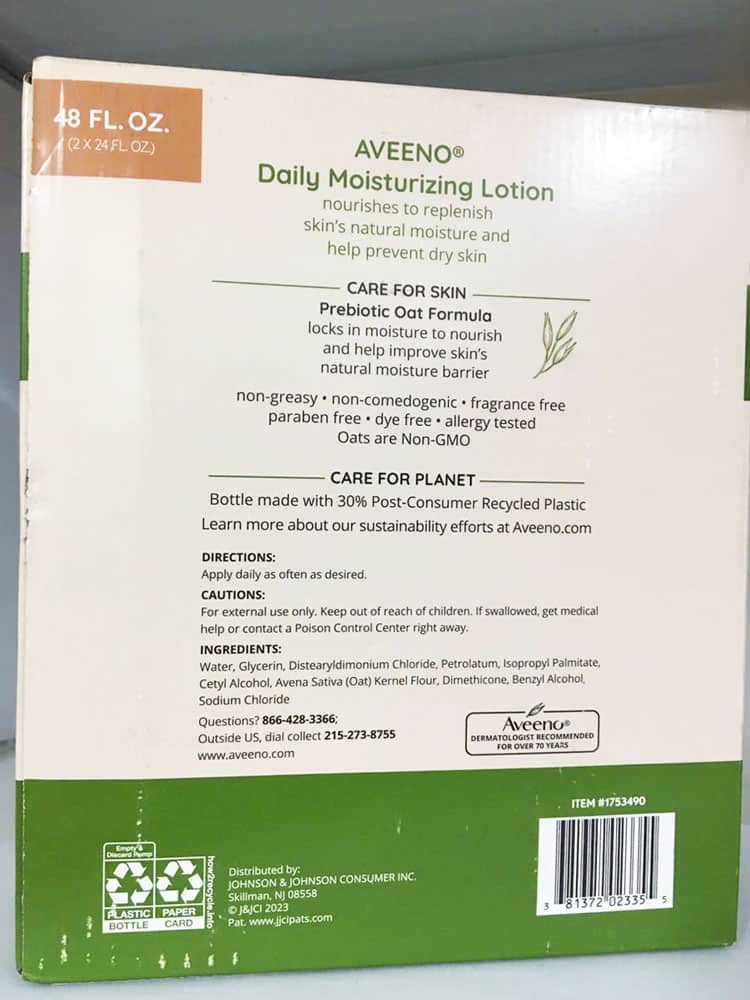 48 FL. OZ.
(2 X 24 FL. OZ.)
AVEENO®
Daily Moisturizing Lotion
nourishes to replenish
skin's natural moisture and
help prevent dry skin
CARE FOR SKIN
Prebiotic Oat Formula
locks in moisture to nourish
and help improve skin's
natural moisture barrier
non-greasy • non-comedogenic • fragrance free
paraben free • dye free • allergy tested
Oats are Non-GMO
CARE FOR PLANET
Bottle made with 30% Post-Consumer Recycled Plastic
Learn more about our sustainability efforts at Aveeno.com
DIRECTIONS:
Apply daily as often as desired.
CAUTIONS:
For external use only. Keep out of reach of children. If swallowed, get medical
help or contact a Poison Control Center right away.
INGREDIENTS:
Water, Glycerin, Distearyldimonium Chloride, Petrolatum, Isopropyl Palmitate,
Cetyl Alcohol, Avena Sativa (Oat) Kernel Flour, Dimethicone, Benzyl Alcohol,
Sodium Chloride
Questions? 866-428-3366;
Outside US, dial collect 215-273-8755
www.aveeno.com
Aveeno®
DERMATOLOGIST RECOMMENDED
FOR OVER 70 YEARS
ITEM #1753490
Empty &
Discard Pump
PLASTIC
BOTTLE
PAPER
CARD
how2recycle.info
Distributed by:
JOHNSON & JOHNSON CONSUMER INC.
Skillman, NJ 08558
© J&JCI 2023
Pat. www.jjcipats.com
3 81372 02335 5